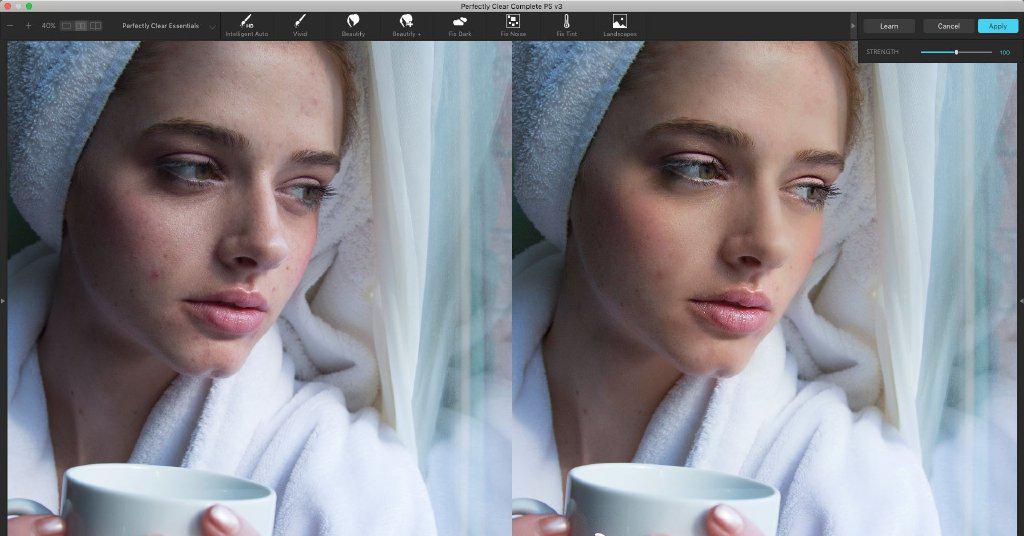 Perfectly Clear Complete PS v3
40%
Perfectly Clear Essentials
Intelligent Auto
HD
Vivid
Beautify
Beautify +
Fix Dark
Fix Noise
Fix Tint
Landscapes
Learn
Cancel
Apply
STRENGTH
100